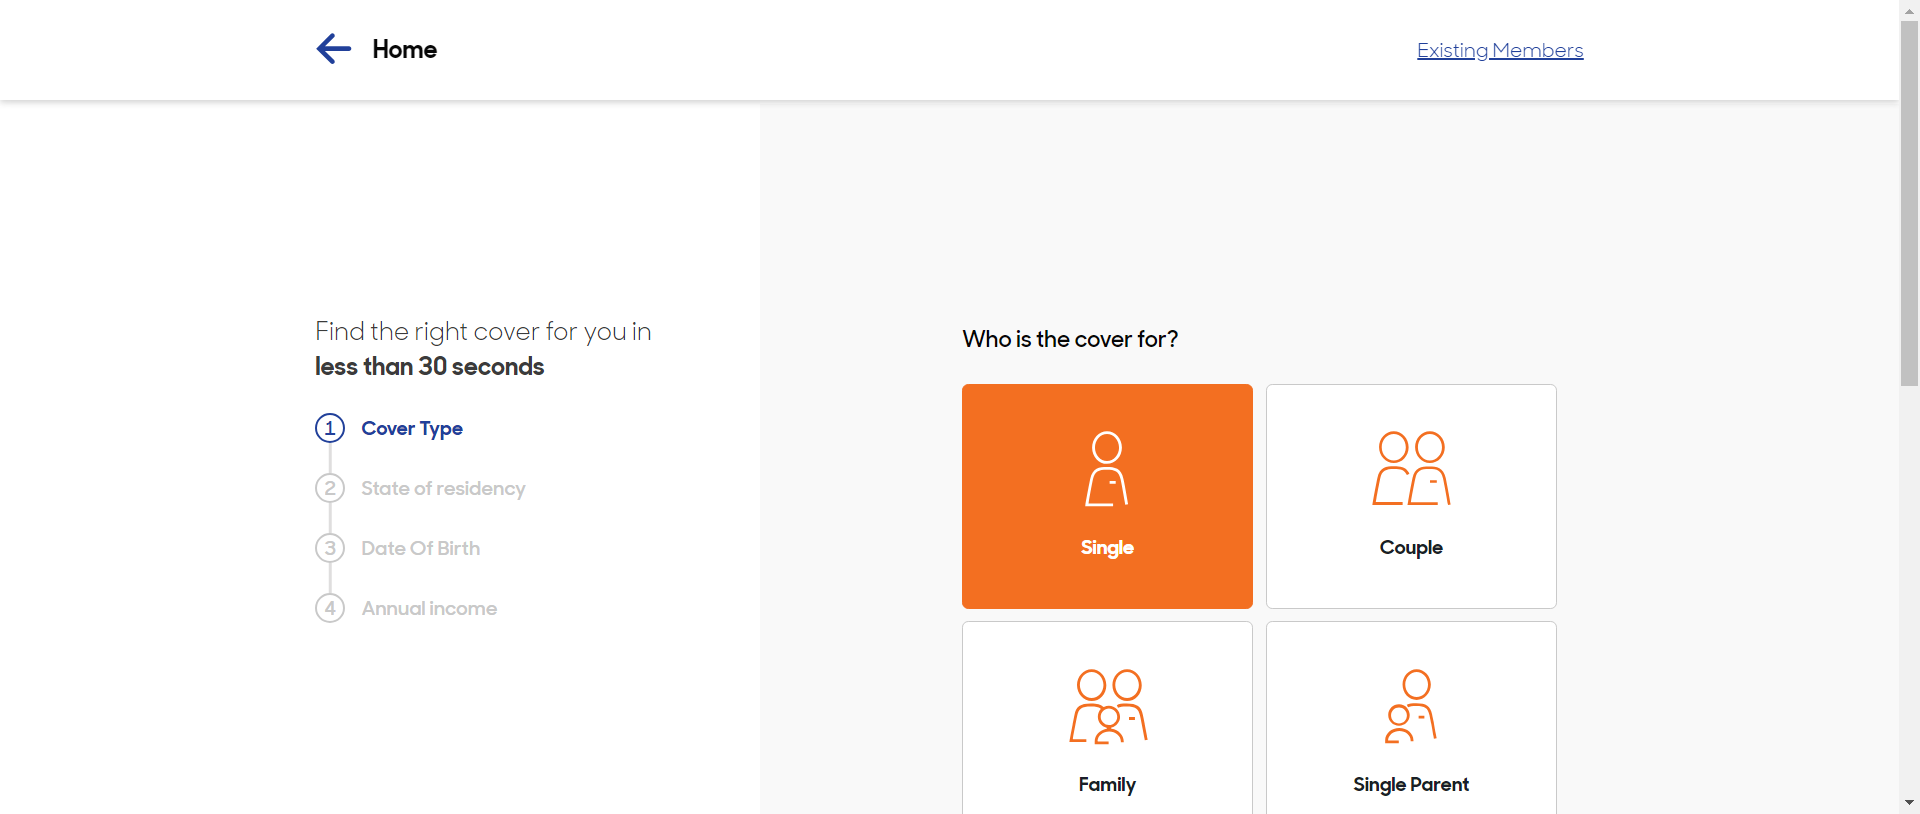 Home
Existing Members
Find the right cover for you in
less than 30 seconds
1 Cover Type
2 State of residency
3 Date Of Birth
4 Annual income
Who is the cover for?
Single
Couple
Family
Single Parent